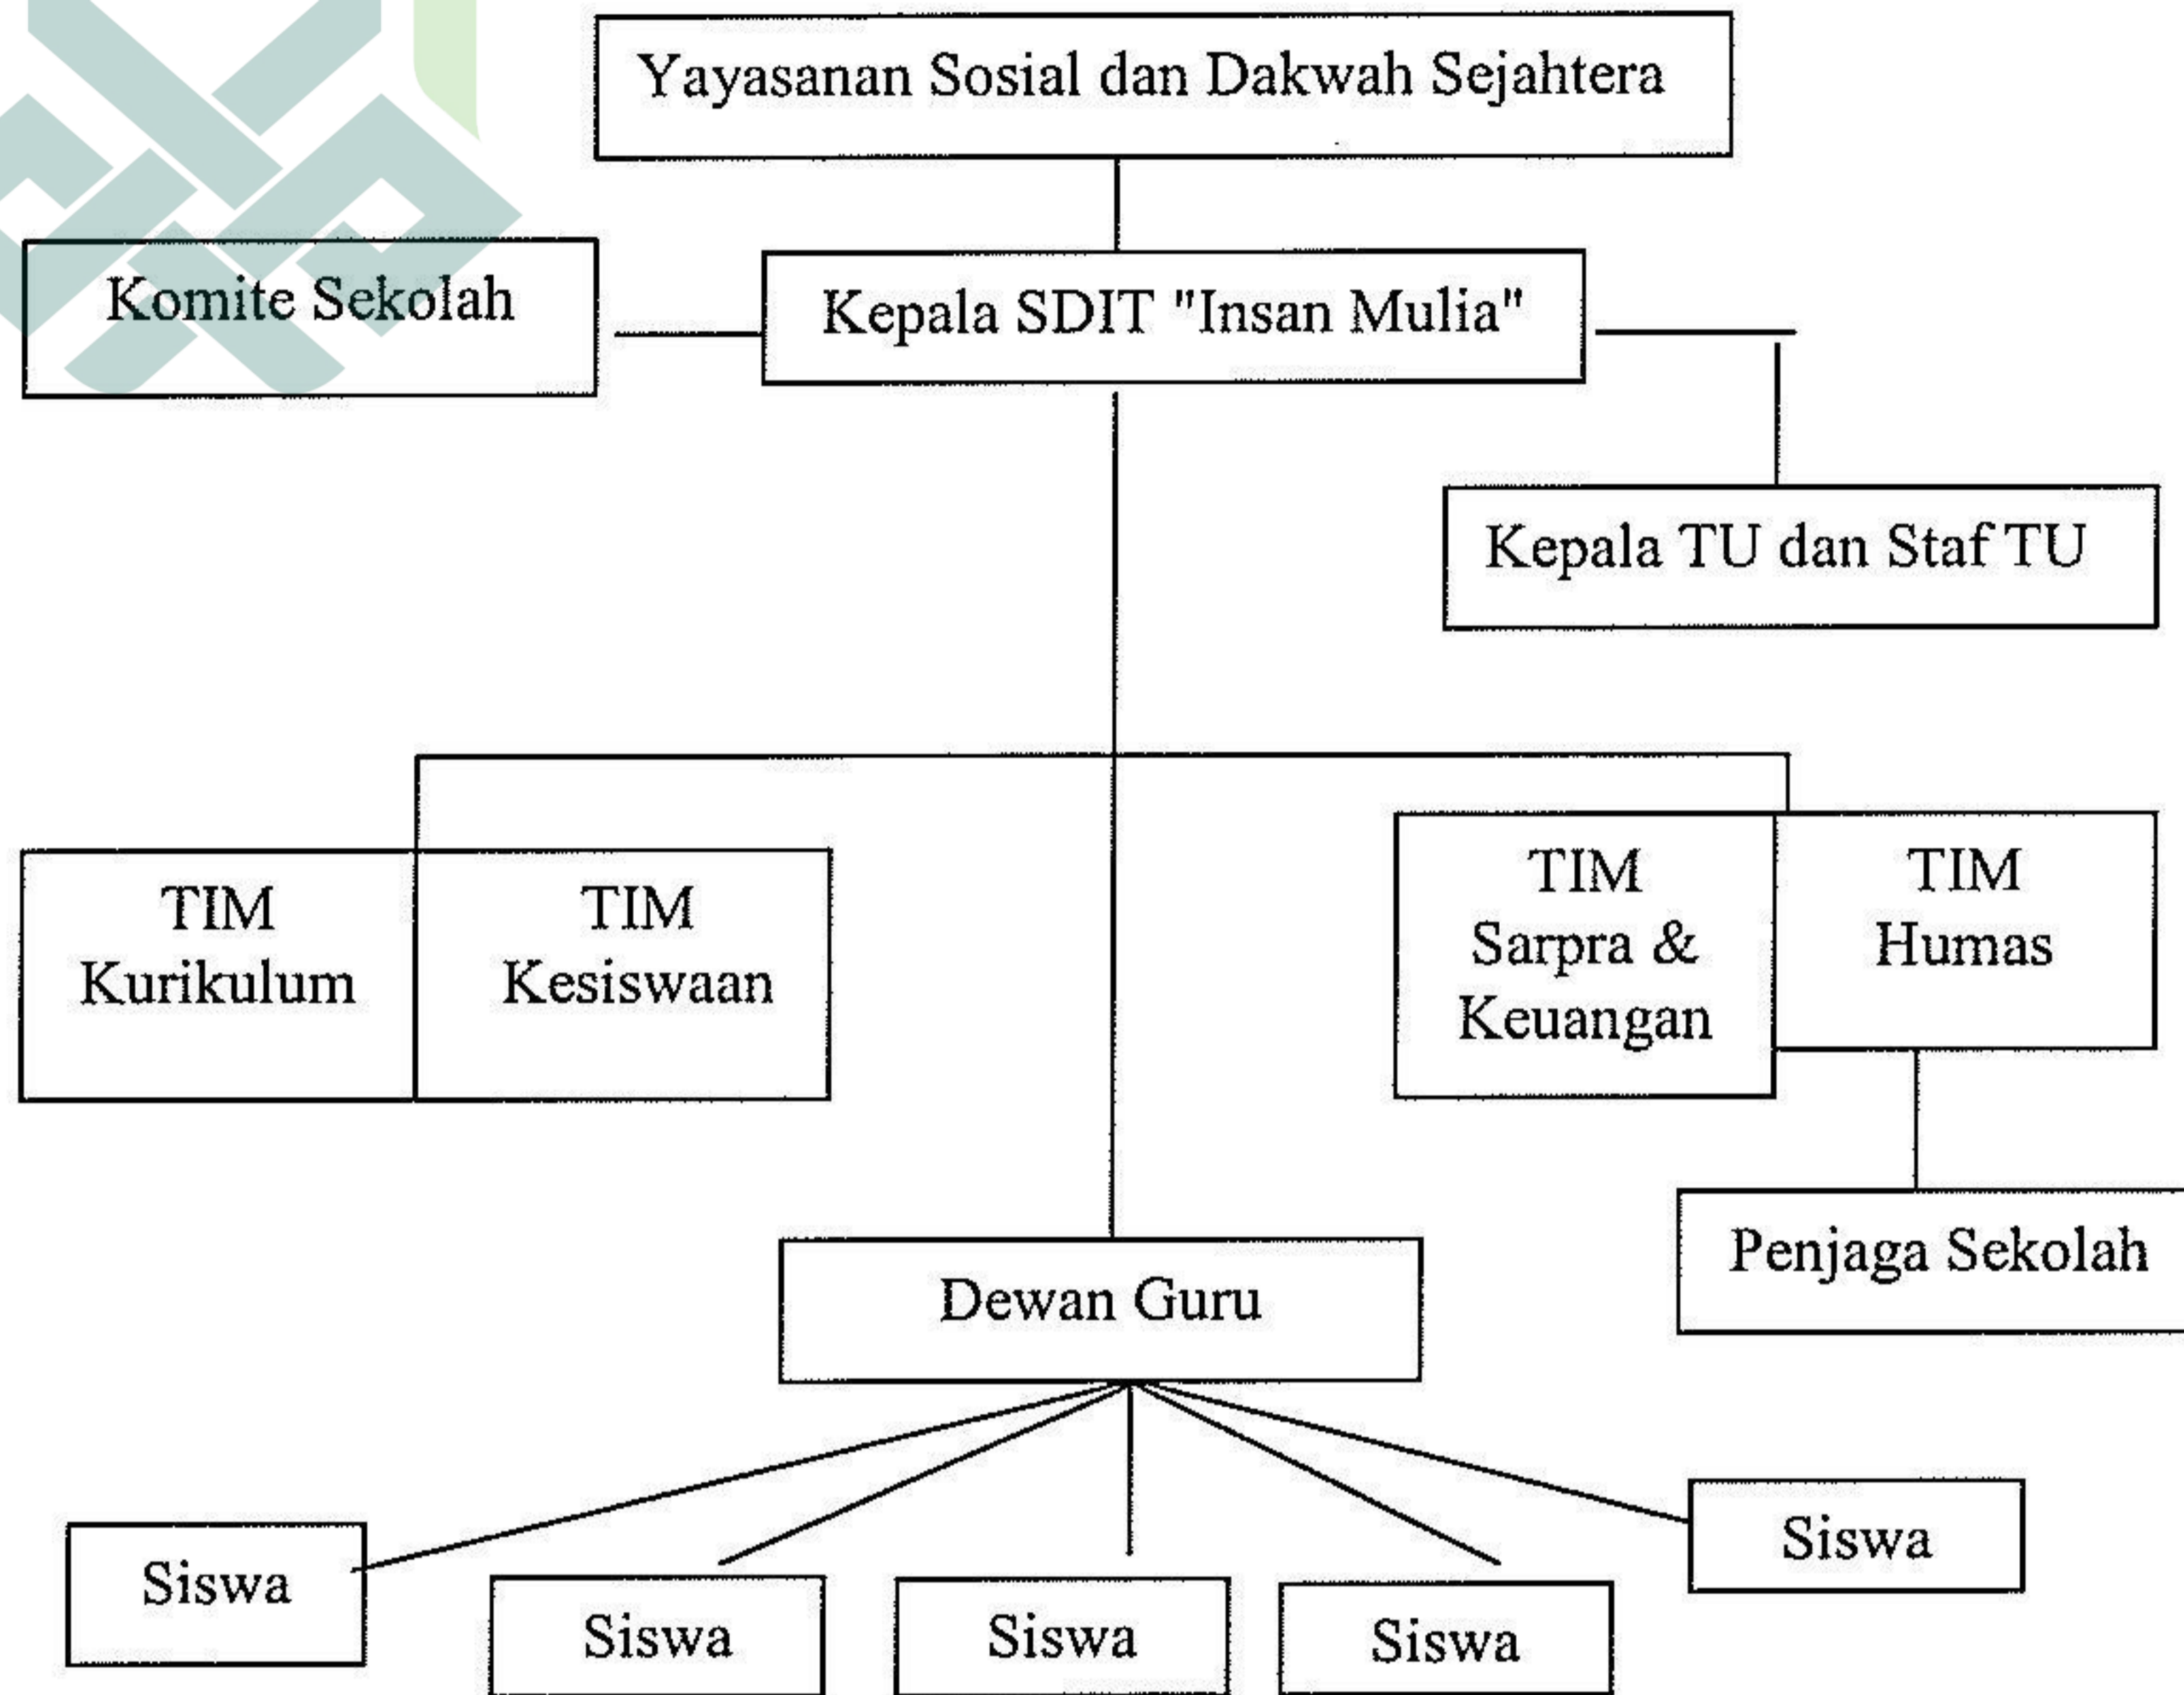 Yayasanan Sosial dan Dakwah Sejahtera
Komite Sekolah
Kepala SDIT "Insan Mulia"
Kepala TU dan Staf TU
TIM
Kurikulum
TIM
Kesiswaan
TIM
Sarpra &
Keuangan
TIM
Humas
Penjaga Sekolah
Dewan Guru
Siswa
Siswa
Siswa
Siswa
Siswa